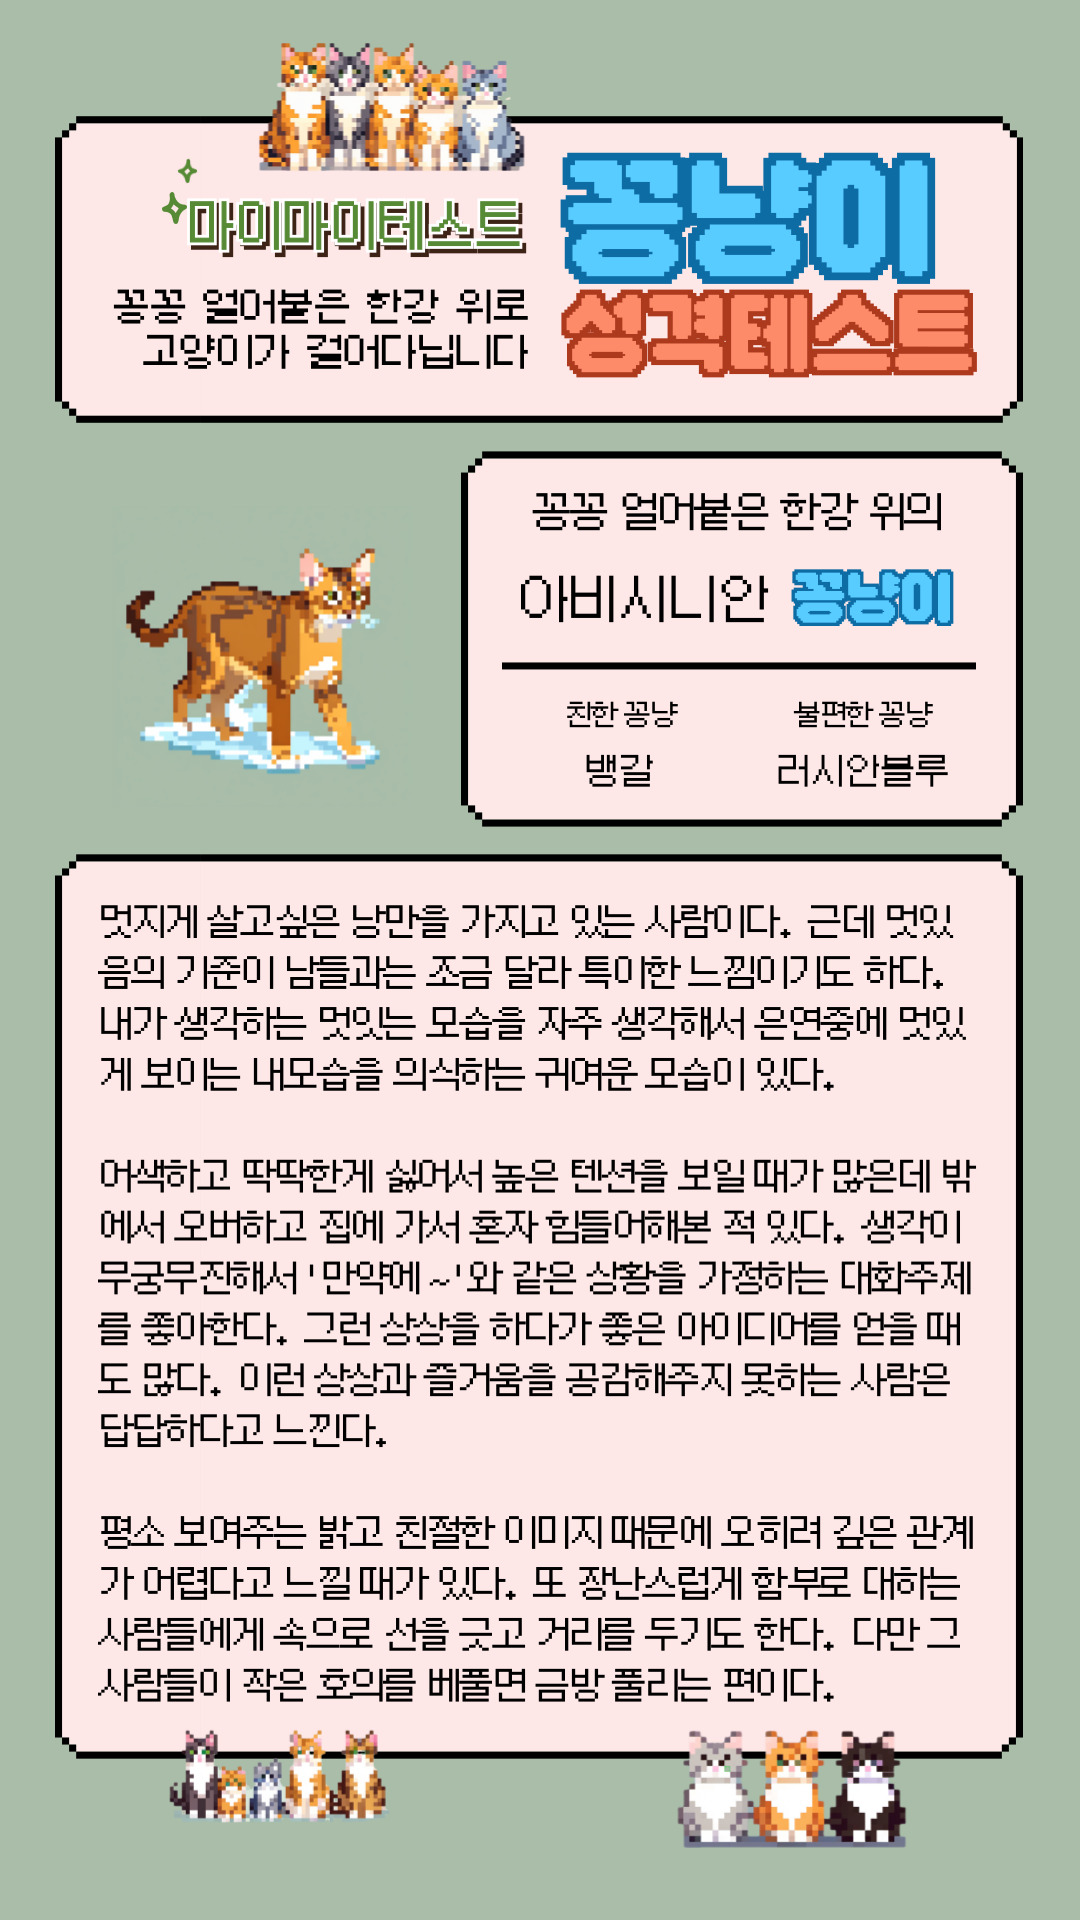 마이마이테스트
꽁꽁 얼어붙은 한강 위로
고양이가 걸어다닙니다
꽁냥이
성격테스트
꽁꽁 얼어붙은 한강 위의
아비시니안 꽁냥이
친한 꽁냥 불편한 꽁냥
뱅갈 러시안블루
멋지게 살고싶은 낭만을 가지고 있는 사람이다. 근데 멋있
음의 기준이 남들과는 조금 달라 특이한 느낌이기도 하다.
내가 생각하는 멋있는 모습을 자주 생각해서 은연중에 멋있
게 보이는 내모습을 의식하는 귀여운 모습이 있다.
어색하고 딱딱한게 싫어서 높은 텐션을 보일 때가 많은데 밖
에서 오버하고 집에 가서 혼자 힘들어해본 적 있다. 생각이
무궁무진해서 '만약에 ~'와 같은 상황을 가정하는 대화주제
를 좋아한다. 그런 상상을 하다가 좋은 아이디어를 얻을 때
도 많다. 이런 상상과 즐거움을 공감해주지 못하는 사람은
답답하다고 느낀다.
평소 보여주는 밝고 친절한 이미지 때문에 오히려 깊은 관계
가 어렵다고 느낄 때가 있다. 또 장난스럽게 함부로 대하는
사람들에게 속으로 선을 긋고 거리를 두기도 한다. 다만 그
사람들이 작은 호의를 베풀면 금방 풀리는 편이다.